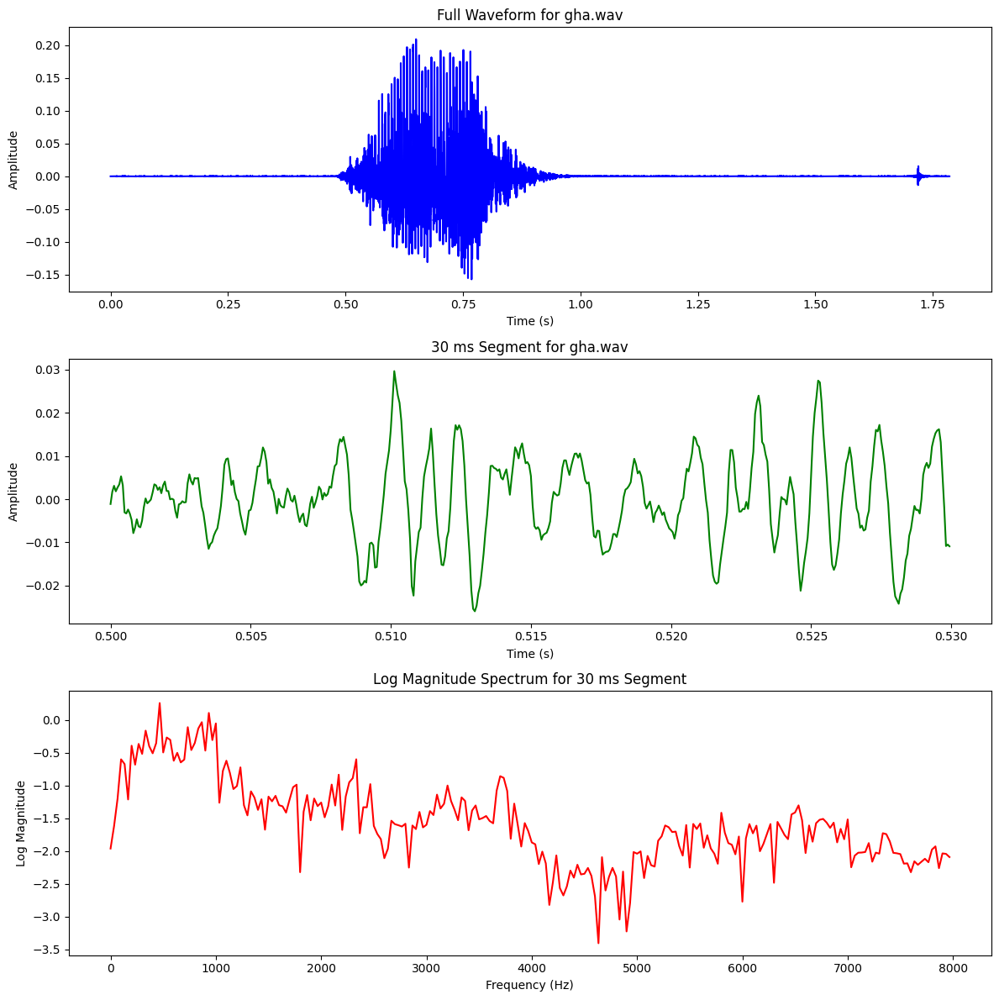 Full Waveform for gha.wav
0.20
0.15
0.10
0.05
0.00
−0.05
−0.10
−0.15
Amplitude
0.00 0.25 0.50 0.75 1.00 1.25 1.50 1.75
Time (s)
30 ms Segment for gha.wav
0.03
0.02
0.01
0.00
−0.01
−0.02
Amplitude
0.500 0.505 0.510 0.515 0.520 0.525 0.530
Time (s)
Log Magnitude Spectrum for 30 ms Segment
0.0
−0.5
−1.0
−1.5
−2.0
−2.5
−3.0
−3.5
Log Magnitude
0 1000 2000 3000 4000 5000 6000 7000 8000
Frequency (Hz)